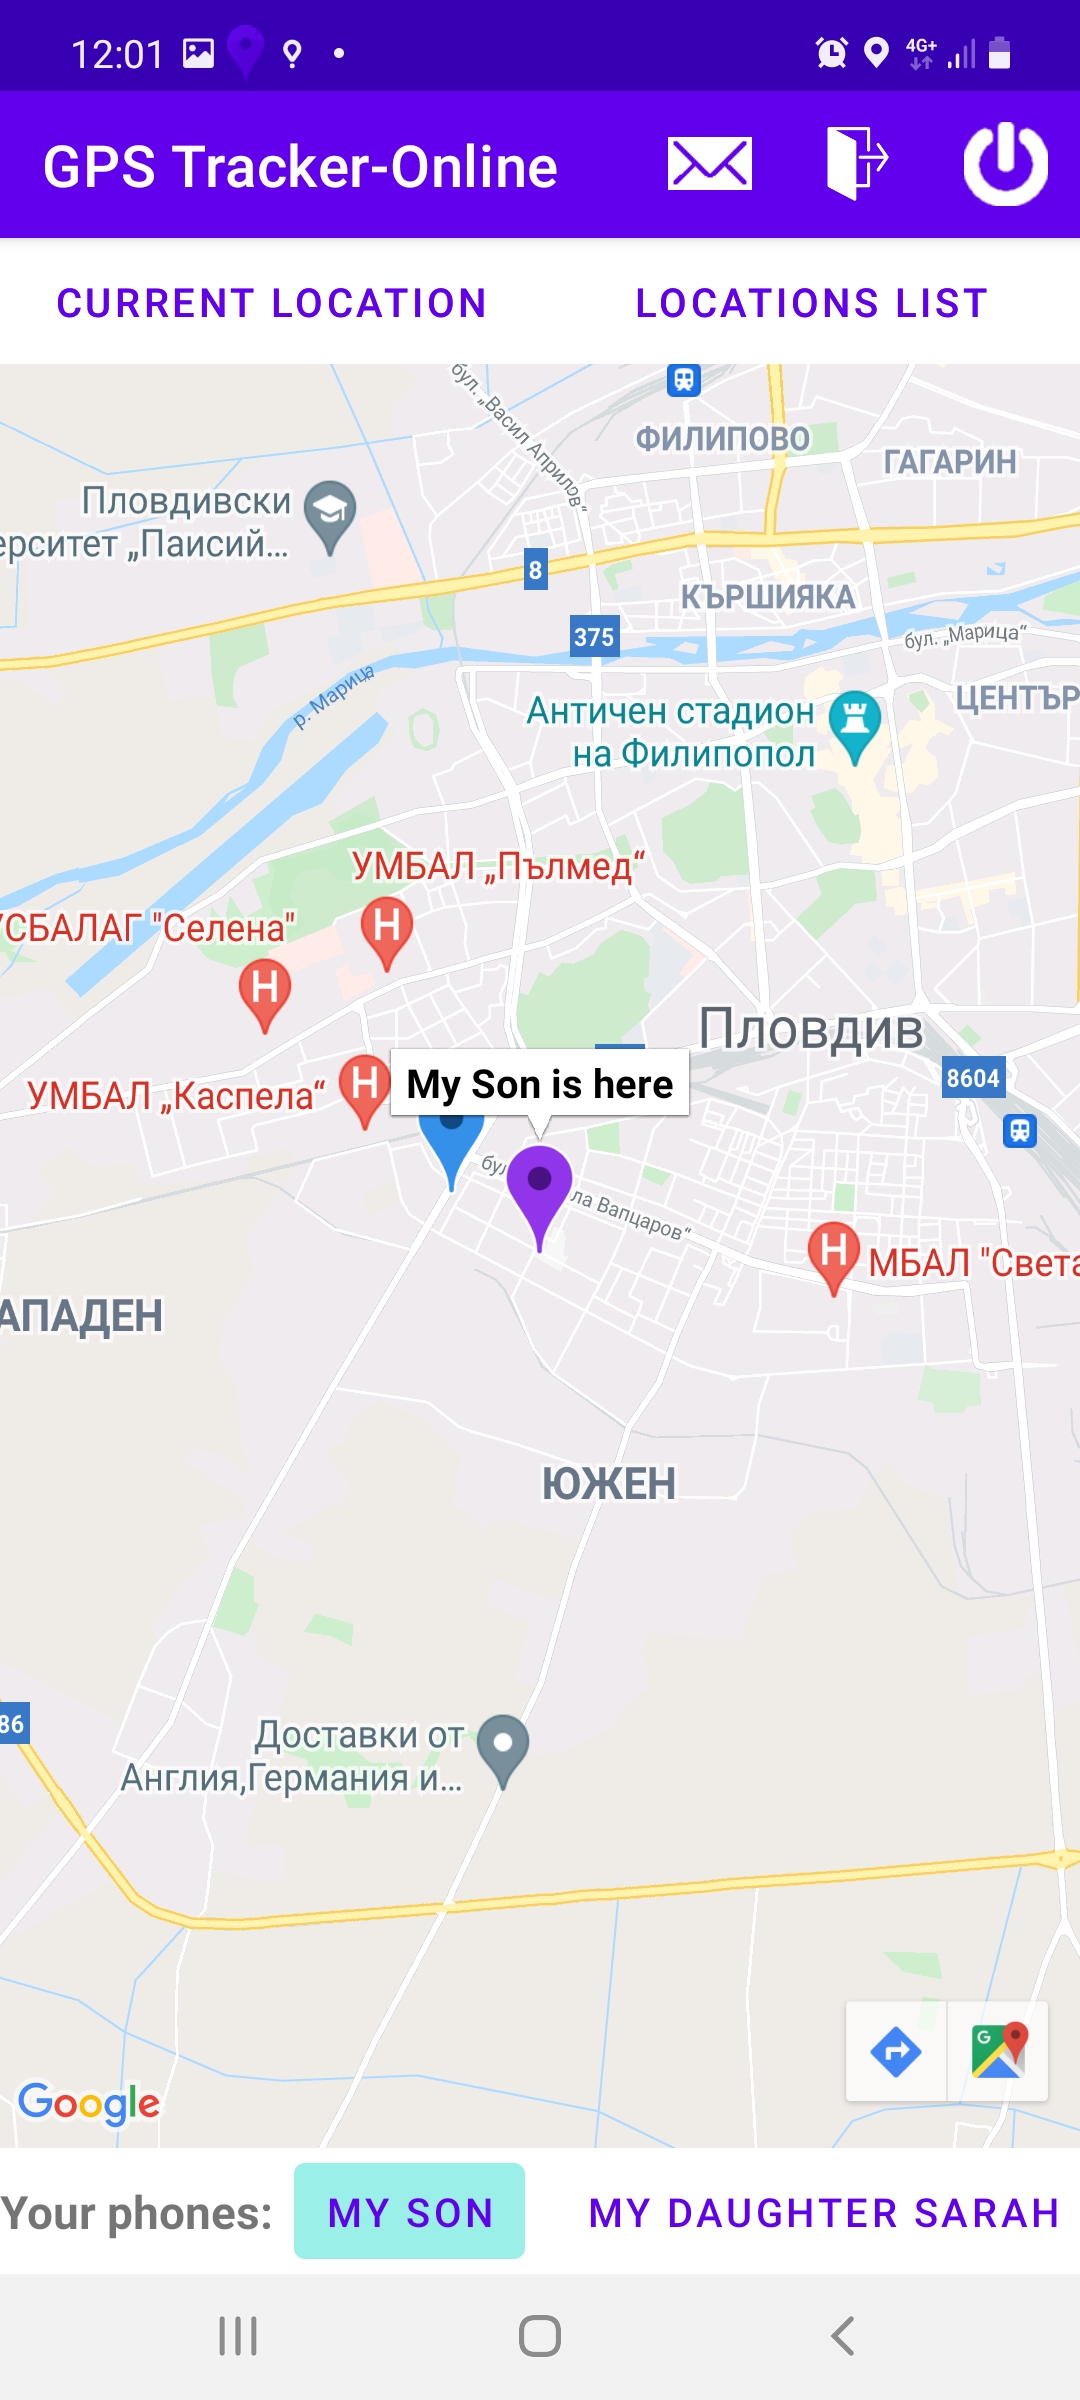 12:01
4G+
GPS Tracker-Online
CURRENT LOCATION
LOCATIONS LIST
бул. „Васил Априлов“
ФИЛИПОВО
ГАГАРИН
Пловдивски
ерситет „Паисий...
8
КЪРШИЯКА
375
бул. „Марица“
р. Марица
ЦЕНТЪР
Античен стадион
на Филипопол
УМБАЛ „Пълмед“
H
УСБАЛАГ "Селена"
H
Пловдив
УМБАЛ „Каспела“
H
My Son is here
8604
бул
ла Вапцаров“
H
МБАЛ "Света
АПАДЕН
ЮЖЕН
86
Доставки от
Англия,Германия и...
G
Google
Your phones:
MY SON
MY DAUGHTER SARAH